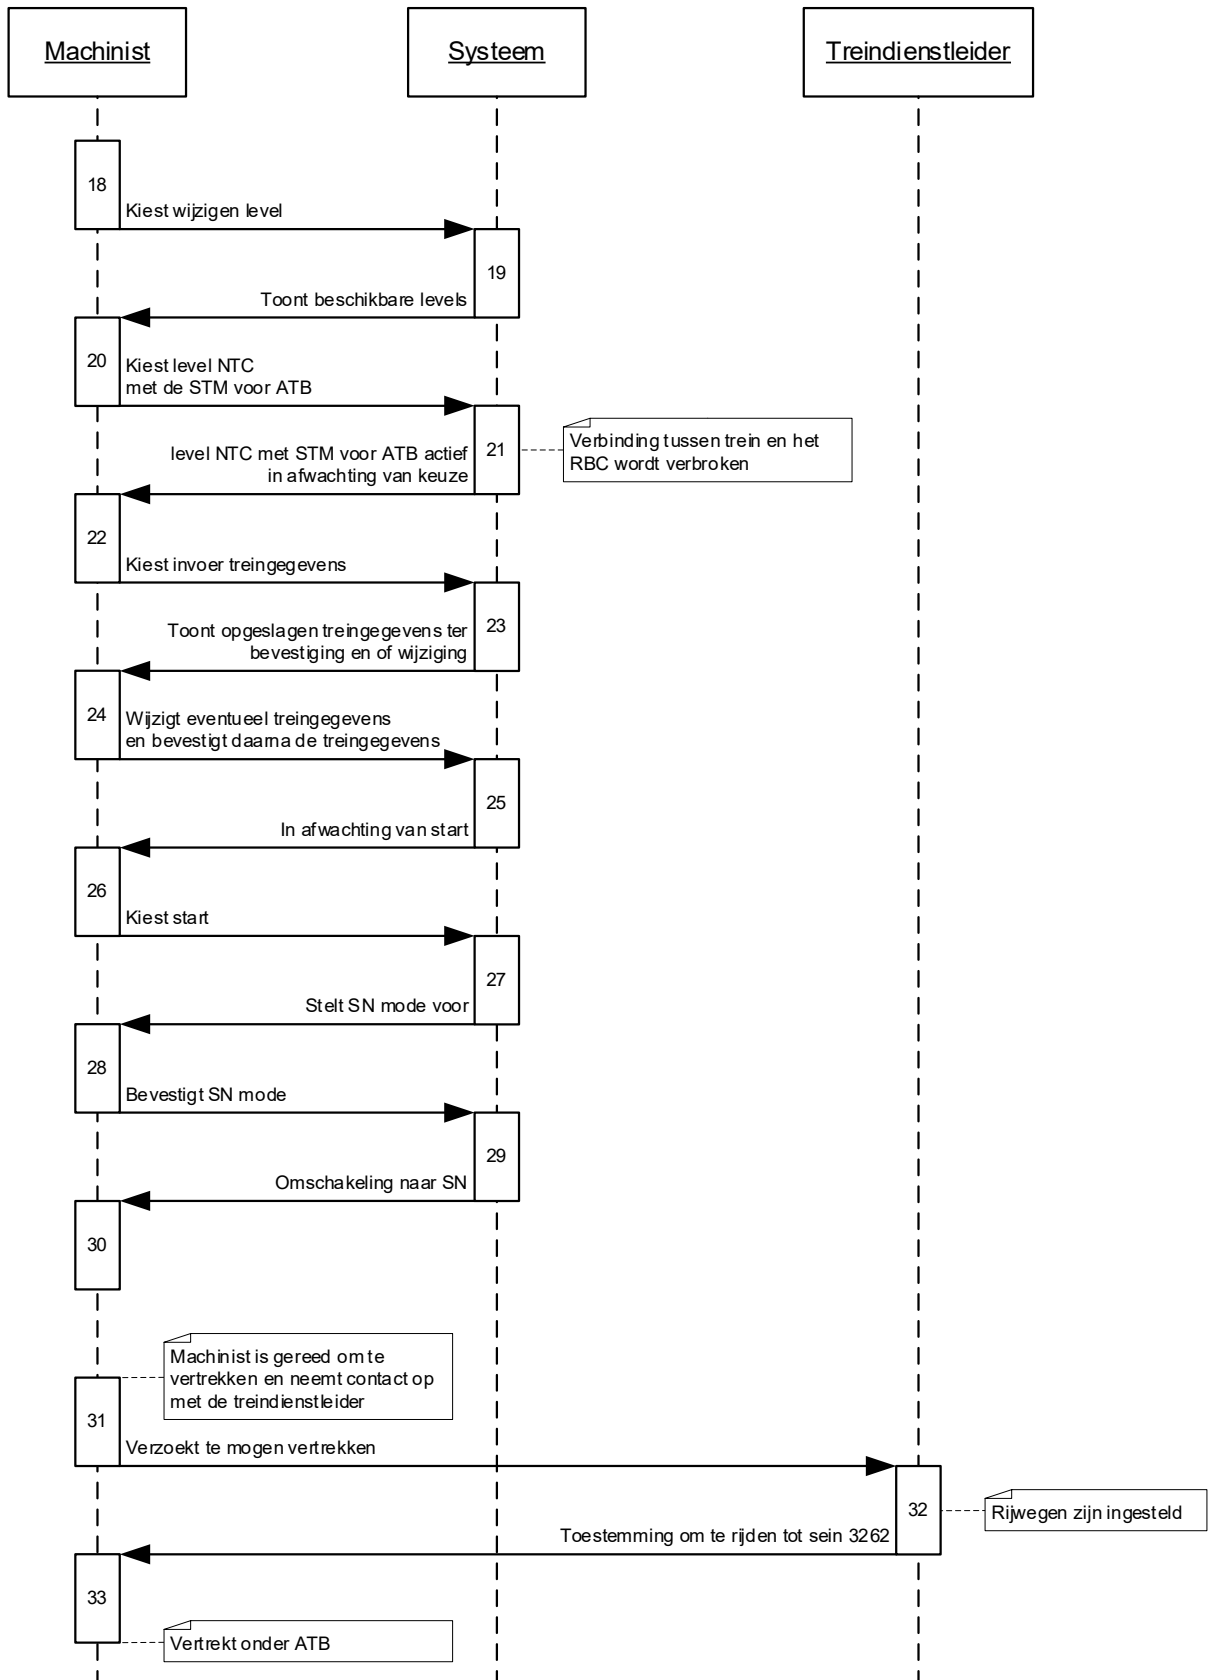 Machinist
Systeem
Treindienstleider
18
Kiest wijzigen level
19
Toont beschikbare levels
20
Kiest level NTC
met de STM voor ATB
21
Verbinding tussen trein en het
RBC wordt verbroken
level NTC met STM voor ATB actief
in afwachting van keuze
22
Kiest invoer treingegevens
23
Toont opgeslagen treingegevens ter
bevestiging en of wijziging
24
Wijzigt eventueel treingegevens
en bevestigt daarna de treingegevens
25
In afwachting van start
26
Kiest start
27
Stelt SN mode voor
28
Bevestigt SN mode
29
Omschakeling naar SN
30
Machinist is gereed om te
vertrekken en neemt contact op
met de treindienstleider
31
Verzoekt te mogen vertrekken
32
Rijwegen zijn ingesteld
Toestemming om te rijden tot sein 3262
33
Vertrekt onder ATB